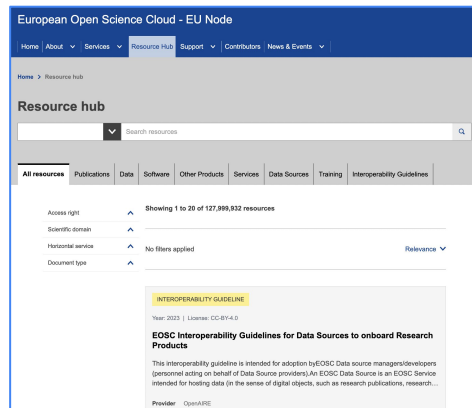 European Open Science Cloud - EU Node
Home About Services Resource Hub Support Contributors News & Events
Home > Resource hub
Resource hub
Search resources
All resources Publications Data Software Other Products Services Data Sources Training Interoperability Guidelines
Access right
Showing 1 to 20 of 127,999,932 resources
Scientific domain
Horizontal service
No filters applied
Relevance
Document type
INTEROPERABILITY GUIDELINE
Year: 2023 | License: CC-BY-4.0
EOSC Interoperability Guidelines for Data Sources to onboard Research
Products
This interoperability guideline is intended for adoption byEOSC Data source managers/developers
(personnel acting on behalf of Data Source providers).An EOSC Data Source is an EOSC Service
intended for hosting data (in the sense of digital objects, such as research publications, research...
Provider OpenAIRE